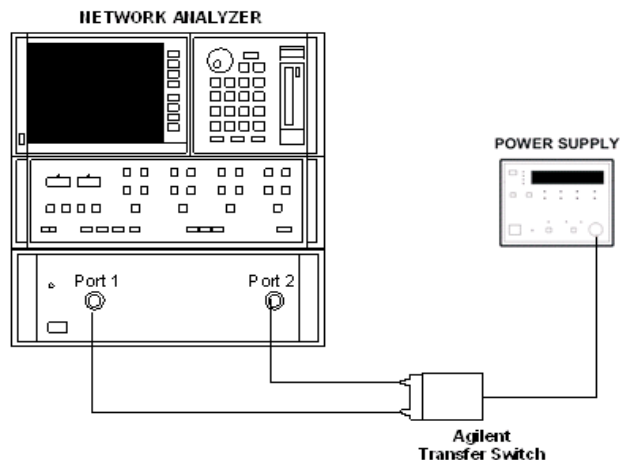 NETWORK ANALYZER
POWER SUPPLY
Port 1
Port 2
Agilent
Transfer Switch